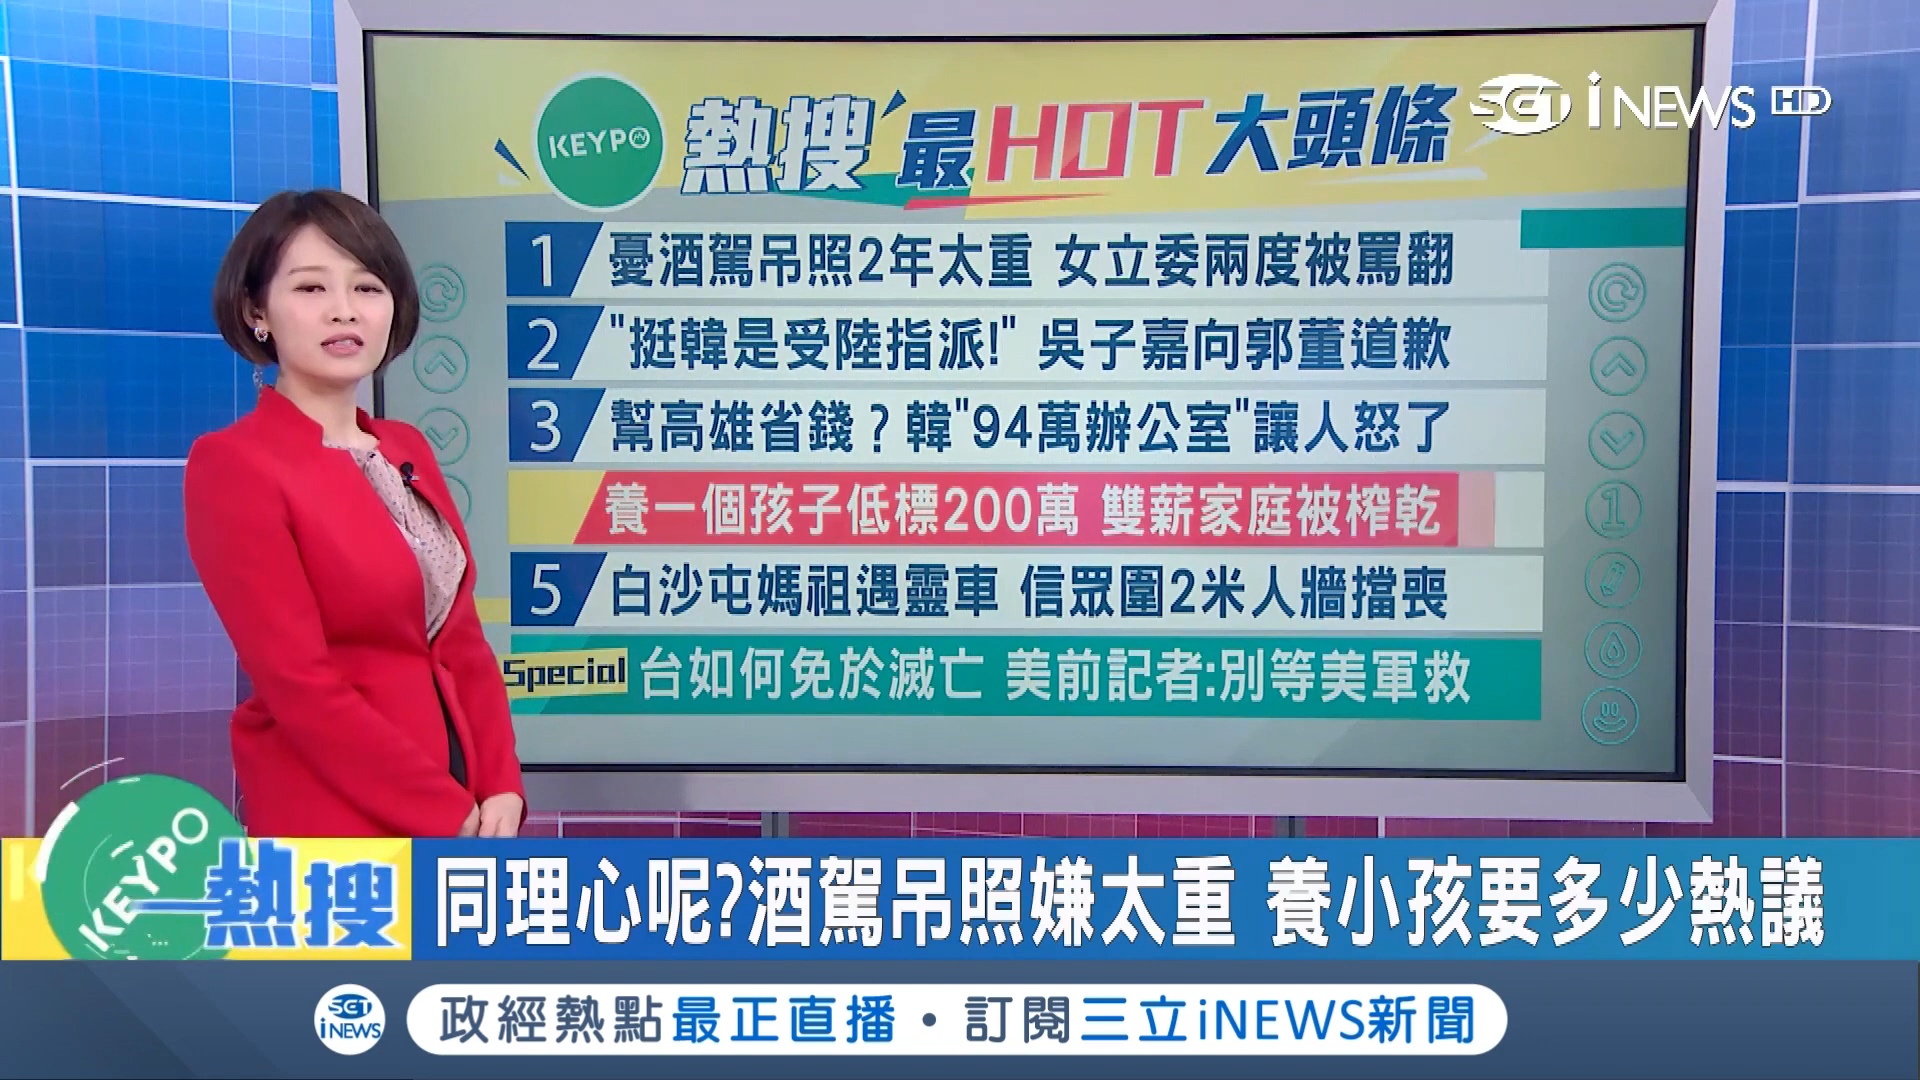 SET iNEWS HD
KEYPO 熱搜 最HOT大頭條
1 憂酒駕吊照2年太重 女立委兩度被罵翻
2 "挺韓是受陸指派!" 吳子嘉向郭董道歉
3 幫高雄省錢？韓"94萬辦公室"讓人怒了
養一個孩子低標200萬 雙薪家庭被榨乾
5 白沙屯媽祖遇靈車 信眾圍2米人牆擋喪
Special 台如何免於滅亡 美前記者:別等美軍救
KEYPO 熱搜
同理心呢?酒駕吊照嫌太重 養小孩要多少熱議
SET iNEWS 政經熱點最正直播・訂閱三立iNEWS新聞